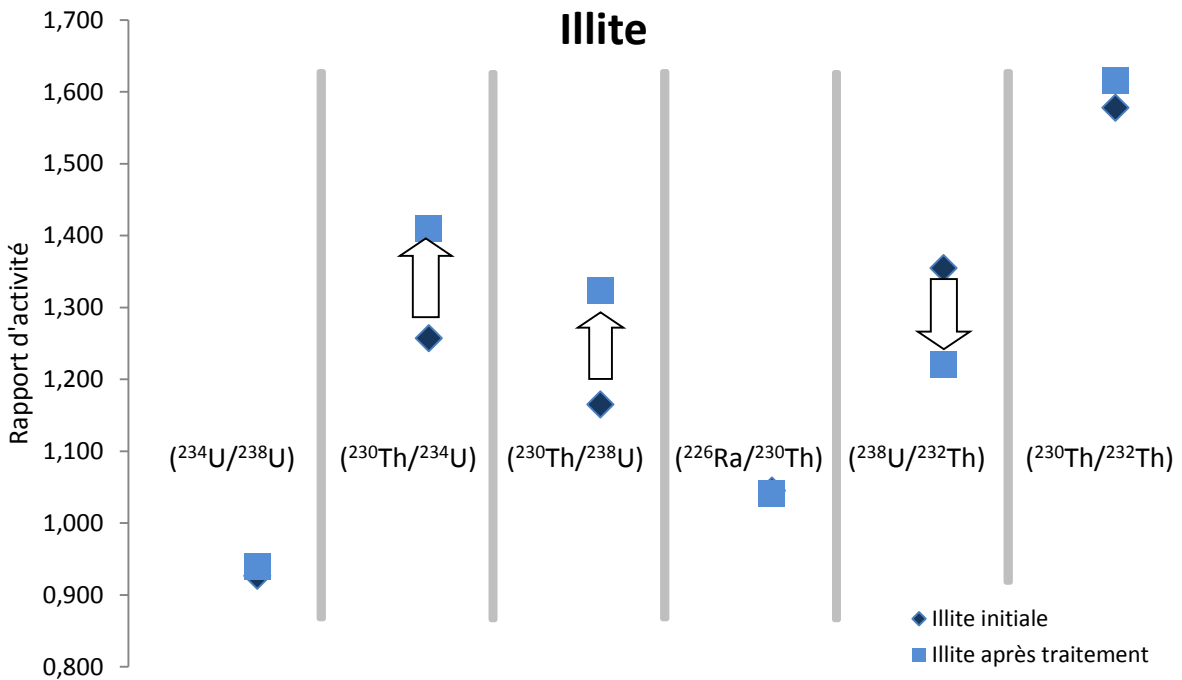 Illite
Rapport d'activité
1,700
1,600
1,500
1,400
1,300
1,200
1,100
1,000
0,900
0,800
(²³⁴U/²³⁸U)
(²³⁰Th/²³⁴U)
(²³⁰Th/²³⁸U)
(²²⁶Ra/²³⁰Th)
(²³⁸U/²³²Th)
(²³⁰Th/²³²Th)
Illite initiale
Illite après traitement